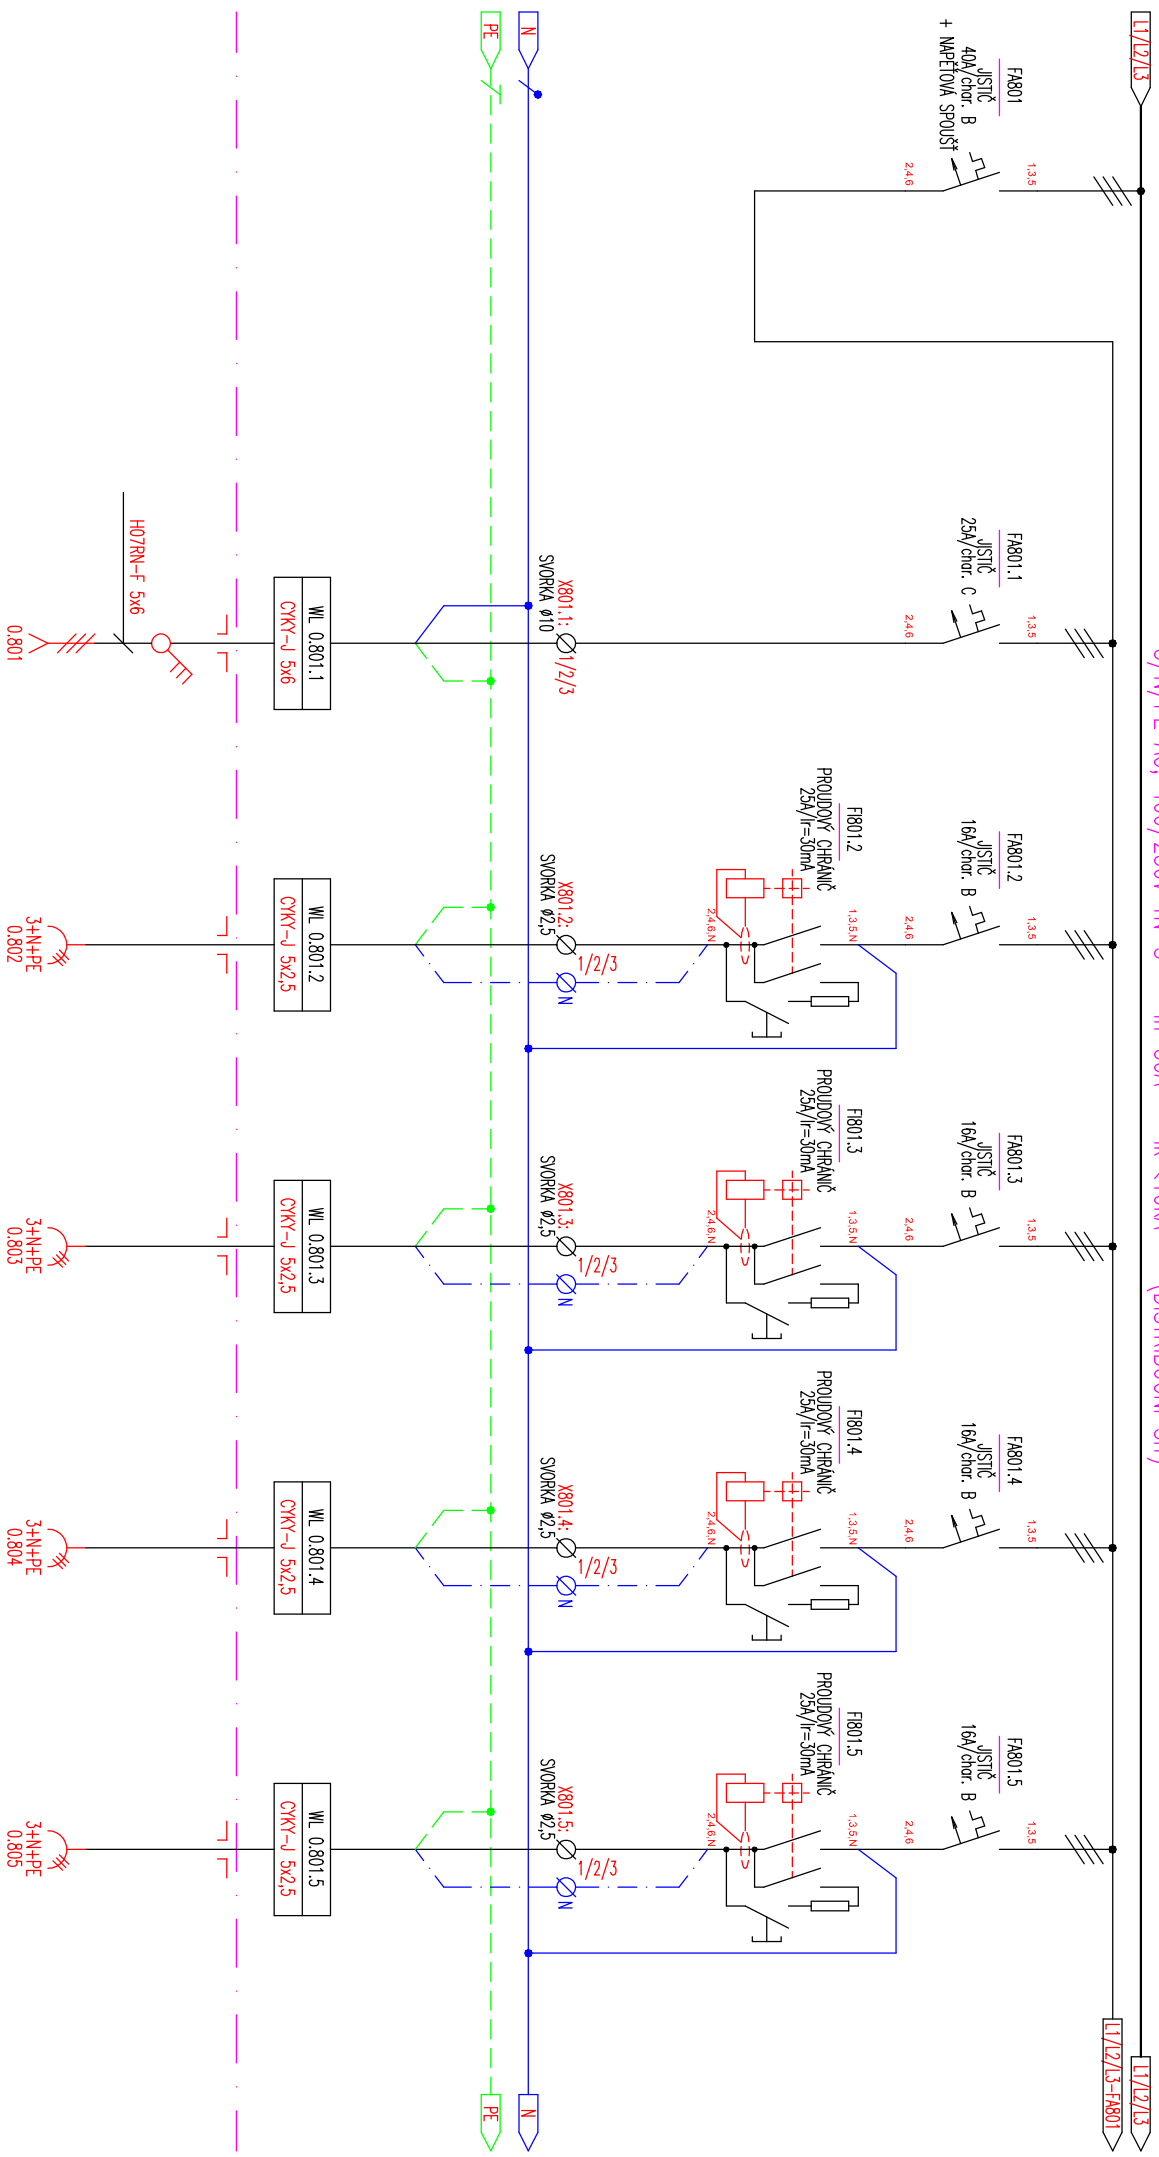 L1/L2/L3
L1/L2/L3
L1/L2/L3-FA801
FA801
JISTIČ
40A/char. B
+ NAPĚŤOVÁ SPOUŠŤ
1,3,5
2,4,6
FA801.1
JISTIČ
25A/char. C
1,3,5
2,4,6
FA801.2
JISTIČ
16A/char. B
1,3,5
2,4,6
FA801.3
JISTIČ
16A/char. B
1,3,5
2,4,6
FA801.4
JISTIČ
16A/char. B
1,3,5
2,4,6
FA801.5
JISTIČ
16A/char. B
1,3,5
2,4,6
FI801.2
PROUDOVÝ CHRÁNIČ
25A/Ir=30mA
1,3,5,N
2,4,6,N
FI801.3
PROUDOVÝ CHRÁNIČ
25A/Ir=30mA
1,3,5,N
2,4,6,N
FI801.4
PROUDOVÝ CHRÁNIČ
25A/Ir=30mA
1,3,5,N
2,4,6,N
FI801.5
PROUDOVÝ CHRÁNIČ
25A/Ir=30mA
1,3,5,N
2,4,6,N
X801.1:
SVORKA Ø10
1/2/3
X801.2:
SVORKA Ø2,5
1/2/3
N
X801.3:
SVORKA Ø2,5
1/2/3
N
X801.4:
SVORKA Ø2,5
1/2/3
N
X801.5:
SVORKA Ø2,5
1/2/3
N
N
N
PE
PE
WL 0.801.1
CYKY-J 5x6
WL 0.801.2
CYKY-J 5x2,5
WL 0.801.3
CYKY-J 5x2,5
WL 0.801.4
CYKY-J 5x2,5
WL 0.801.5
CYKY-J 5x2,5
H07RN-F 5x6
0.801
3+N+PE
0.802
3+N+PE
0.803
3+N+PE
0.804
3+N+PE
0.805